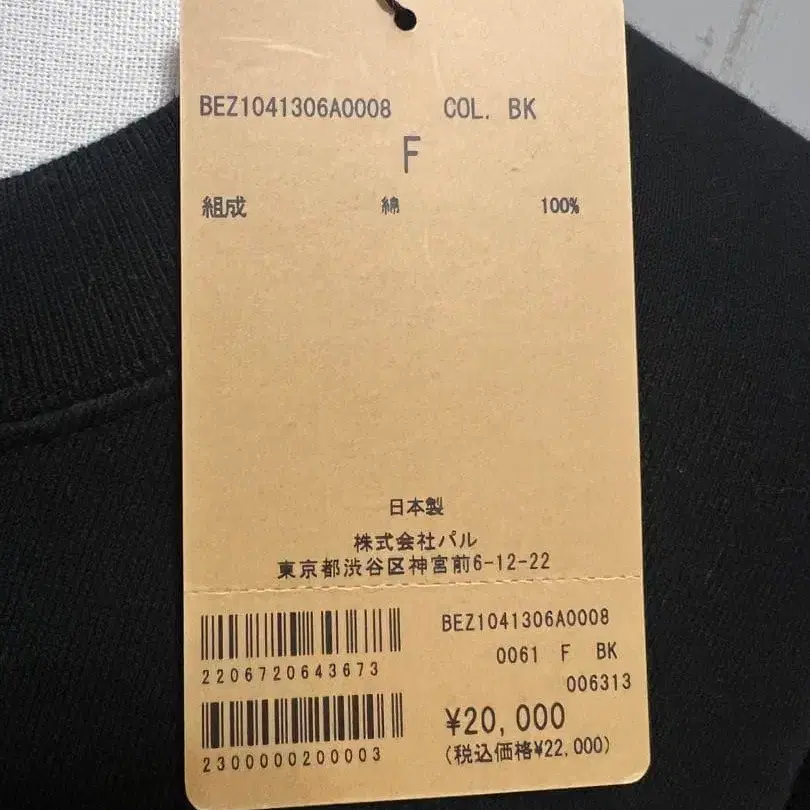 BEZ1041306A0008 COL. BK
F
組成 綿 100%
日本製
株式会社パル
東京都渋谷区神宮前6-12-22
2206720643673
2300000200003
BEZ1041306A0008
0061 F BK
006313
¥20,000
(税込価格¥22,000)